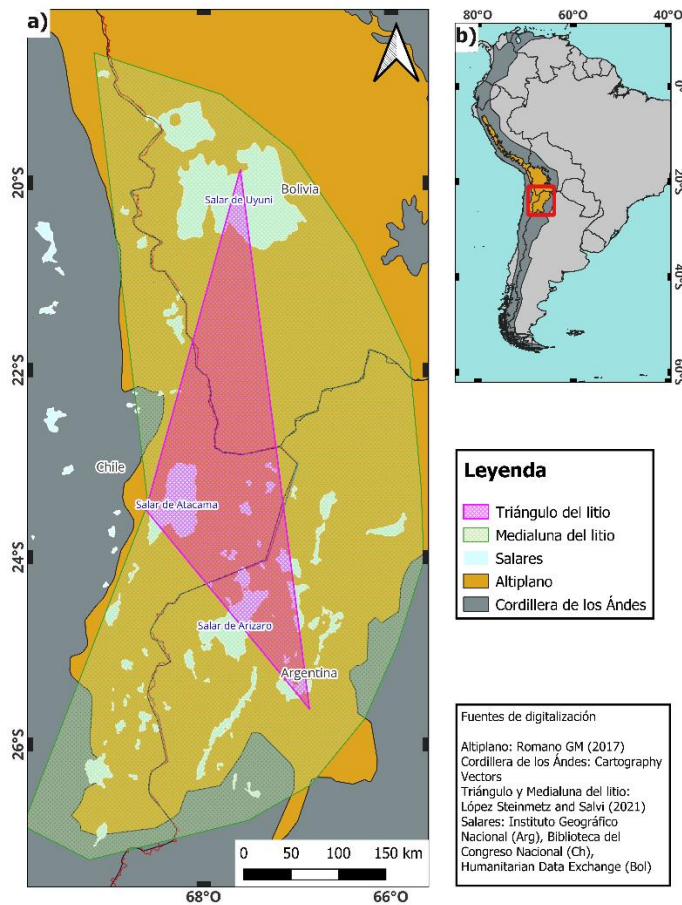 a)
20°S
22°S
24°S
26°S
Bolivia
Salar de Uyuni
Chile
Salar de Atacama
Salar de Arizaro
Argentina
0 50 100 150 km
68°O 66°O
b)
80°O 60°O 40°O
0°
20°S
40°S
60°S
Leyenda
Triángulo del litio
Medialuna del litio
Salares
Altiplano
Cordillera de los Ándes
Fuentes de digitalización
Altiplano: Romano GM (2017)
Cordillera de los Ándes: Cartography
Vectors
Triángulo y Medialuna del litio:
López Steinmetz and Salvi (2021)
Salares: Instituto Geográfico
Nacional (Arg), Biblioteca del
Congreso Nacional (Ch),
Humanitarian Data Exchange (Bol)